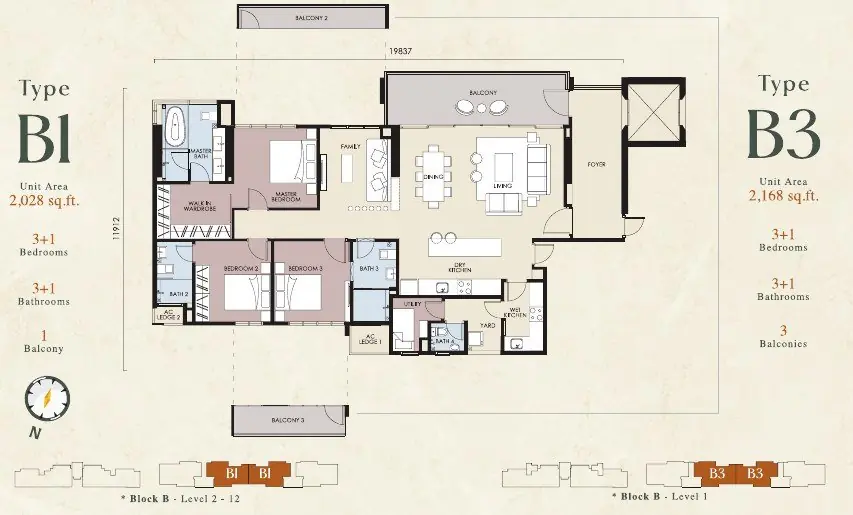 BALCONY 2
19837
Type
B1
Unit Area
2,028 sq.ft.
3+1
Bedrooms
3+1
Bathrooms
1
Balcony
N
11912
BALCONY
MASTER
BATH
FAMILY
MASTER
BEDROOM
DINING
LIVING
FOYER
WALK IN
WARDROBE
BEDROOM 2
BEDROOM 3
BATH 3
DRY
KITCHEN
BATH 2
AC
LEDGE 2
UTILITY
WET
KITCHEN
YARD
BATH 4
AC
LEDGE 1
BALCONY 3
Type
B3
Unit Area
2,168 sq.ft.
3+1
Bedrooms
3+1
Bathrooms
3
Balconies
B1 B1
* Block B - Level 2 - 12
B3 B3
* Block B - Level 1